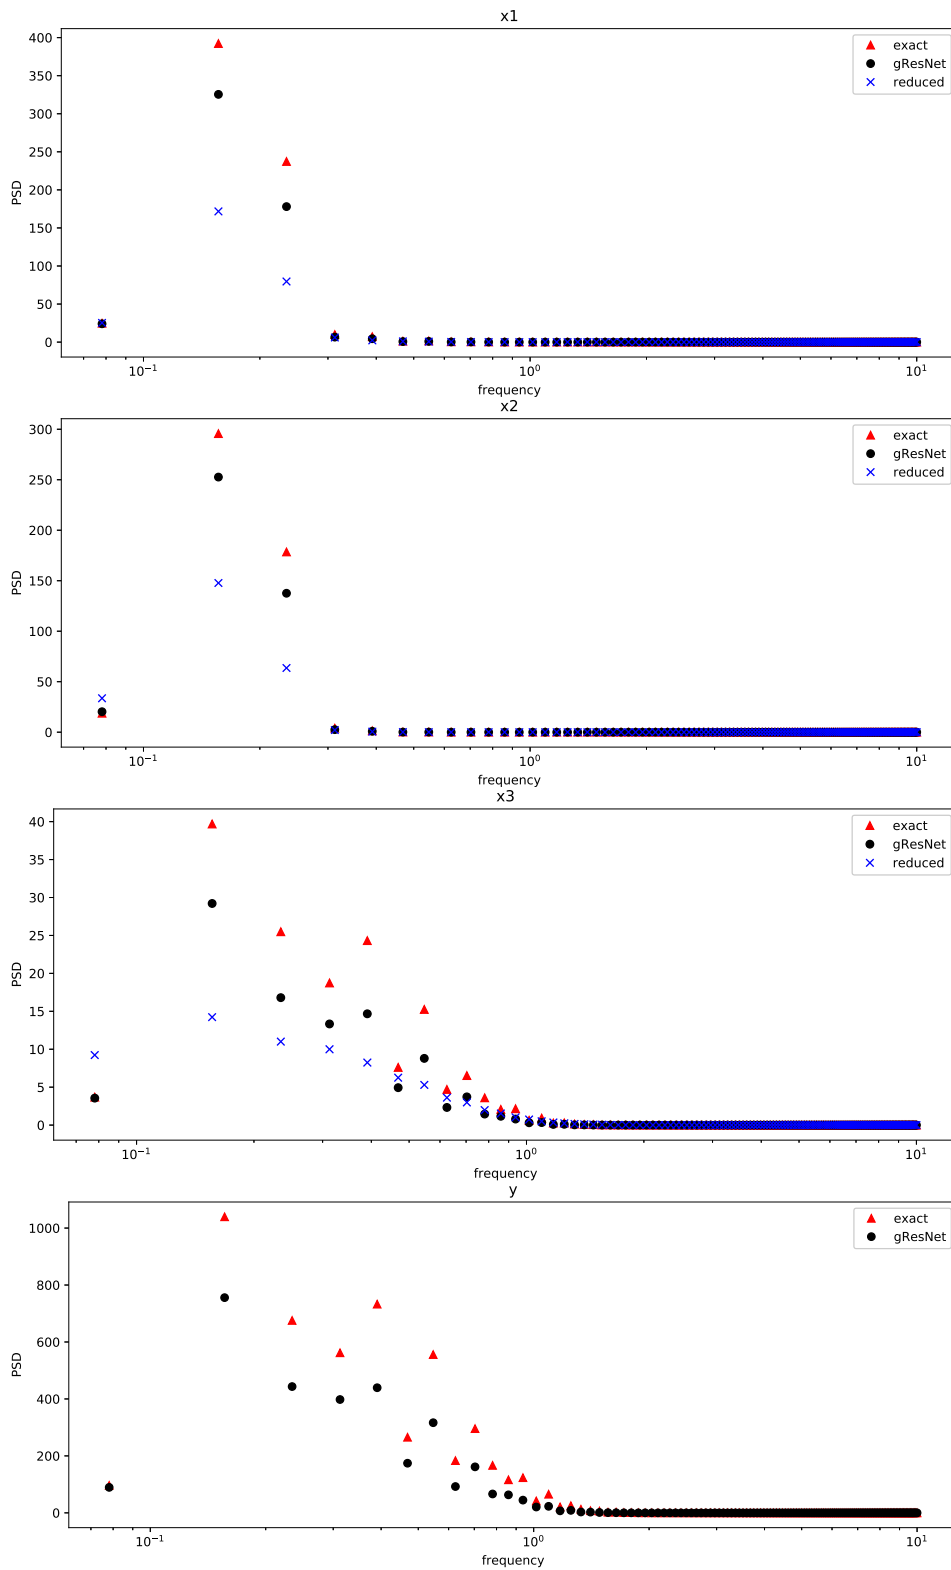 x1
400
350
300
250
200
150
100
50
0
PSD
exact
gResNet
reduced
10⁻¹ 10⁰ 10¹
frequency
x2
300
250
200
150
100
50
0
PSD
exact
gResNet
reduced
10⁻¹ 10⁰ 10¹
frequency
x3
40
35
30
25
20
15
10
5
0
PSD
exact
gResNet
reduced
10⁻¹ 10⁰ 10¹
frequency
y
1000
800
600
400
200
0
PSD
exact
gResNet
10⁻¹ 10⁰ 10¹
frequency